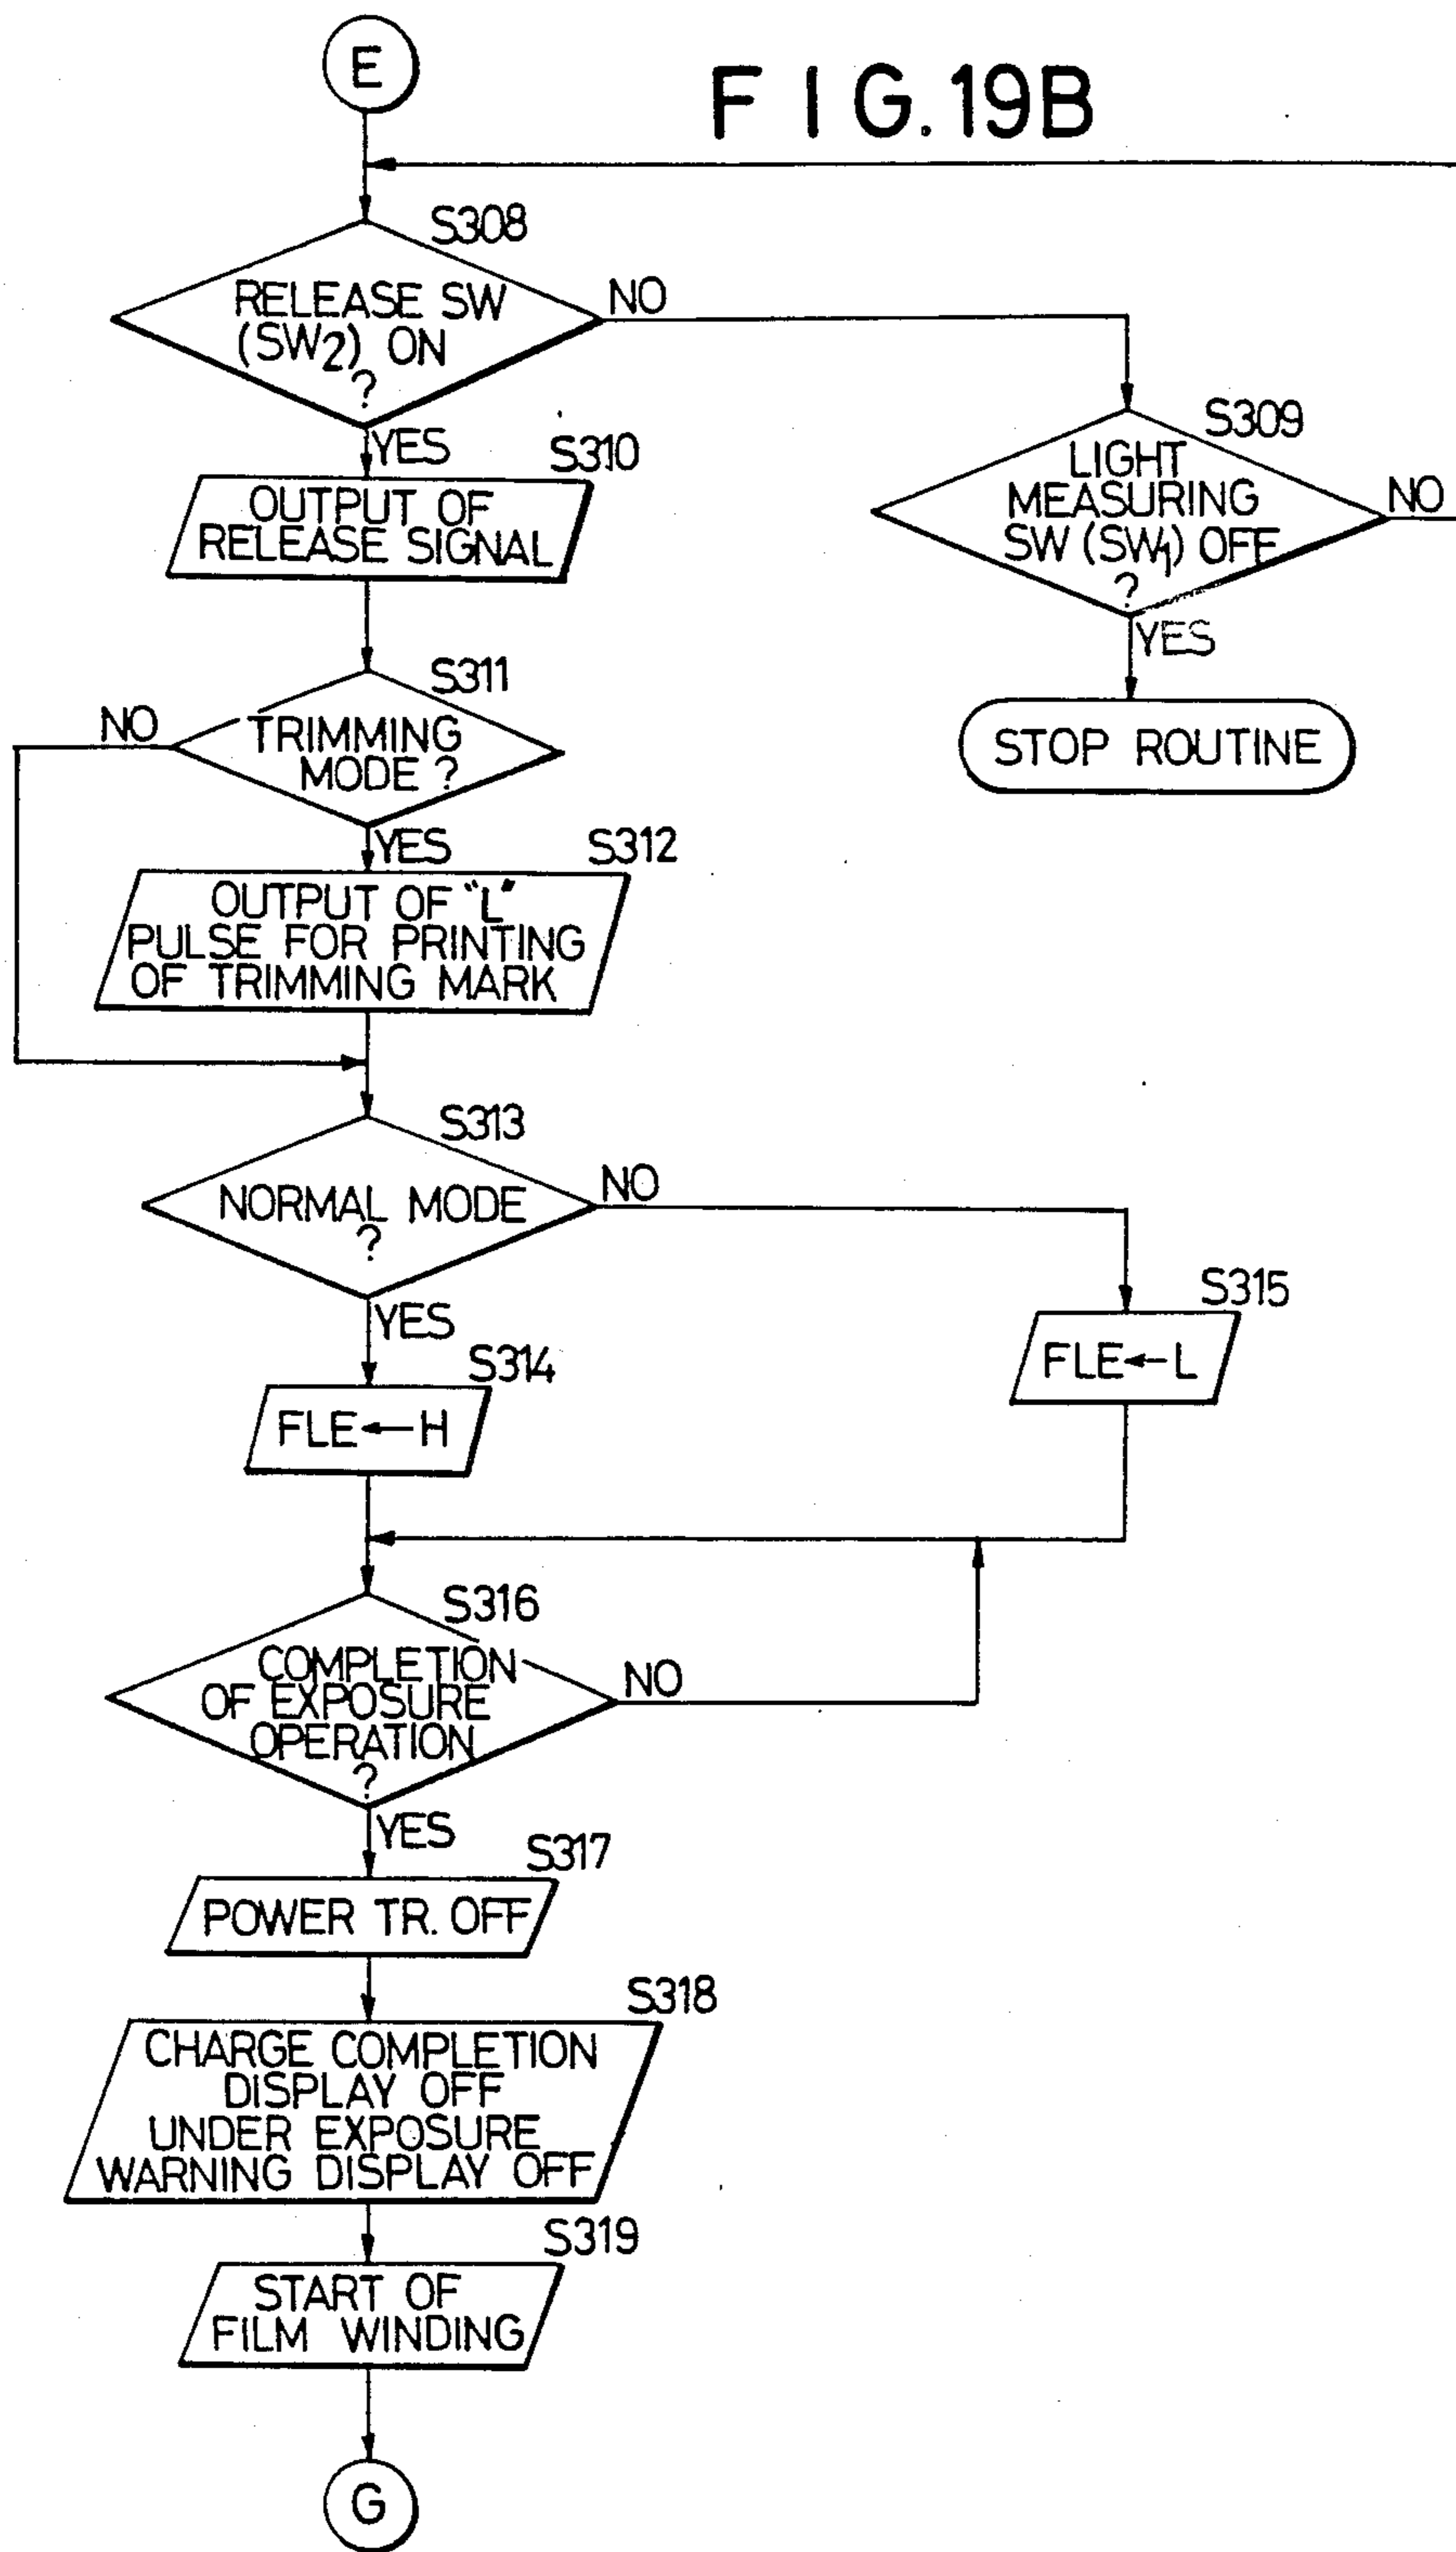 E
FIG.19B
S308
RELEASE SW
(SW2) ON
?
NO
YES
S309
LIGHT
MEASURING
SW (SW1) OFF
?
NO
YES
STOP ROUTINE
S310
OUTPUT OF
RELEASE SIGNAL
S311
TRIMMING
MODE ?
NO
YES
S312
OUTPUT OF "L"
PULSE FOR PRINTING
OF TRIMMING MARK
S313
NORMAL MODE
?
NO
YES
S314
FLE←H
S315
FLE←L
S316
COMPLETION
OF EXPOSURE
OPERATION
?
NO
YES
S317
POWER TR. OFF
S318
CHARGE COMPLETION
DISPLAY OFF
UNDER EXPOSURE
WARNING DISPLAY OFF
S319
START OF
FILM WINDING
G